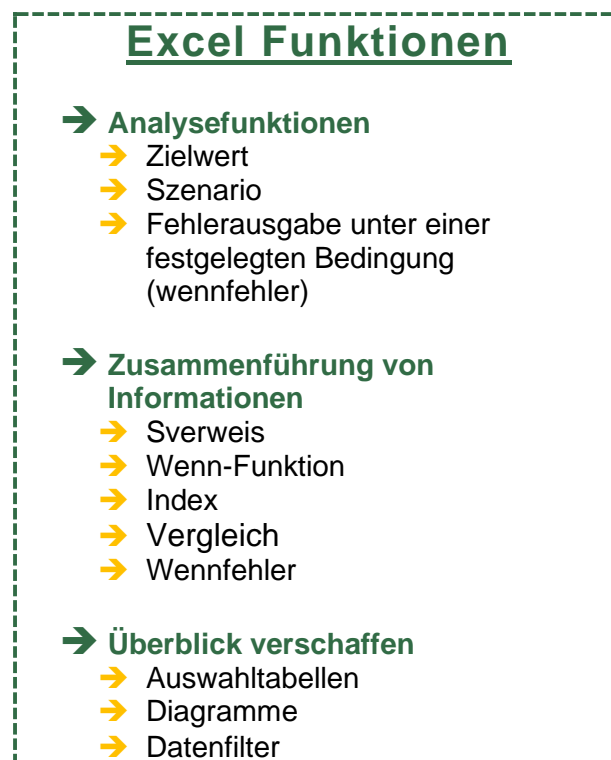 Excel Funktionen
➔ Analysefunktionen
➔ Zielwert
➔ Szenario
➔ Fehlerausgabe unter einer
festgelegten Bedingung
(wennfehler)
➔ Zusammenführung von
Informationen
➔ Sverweis
➔ Wenn-Funktion
➔ Index
➔ Vergleich
➔ Wennfehler
➔ Überblick verschaffen
➔ Auswahltabellen
➔ Diagramme
➔ Datenfilter